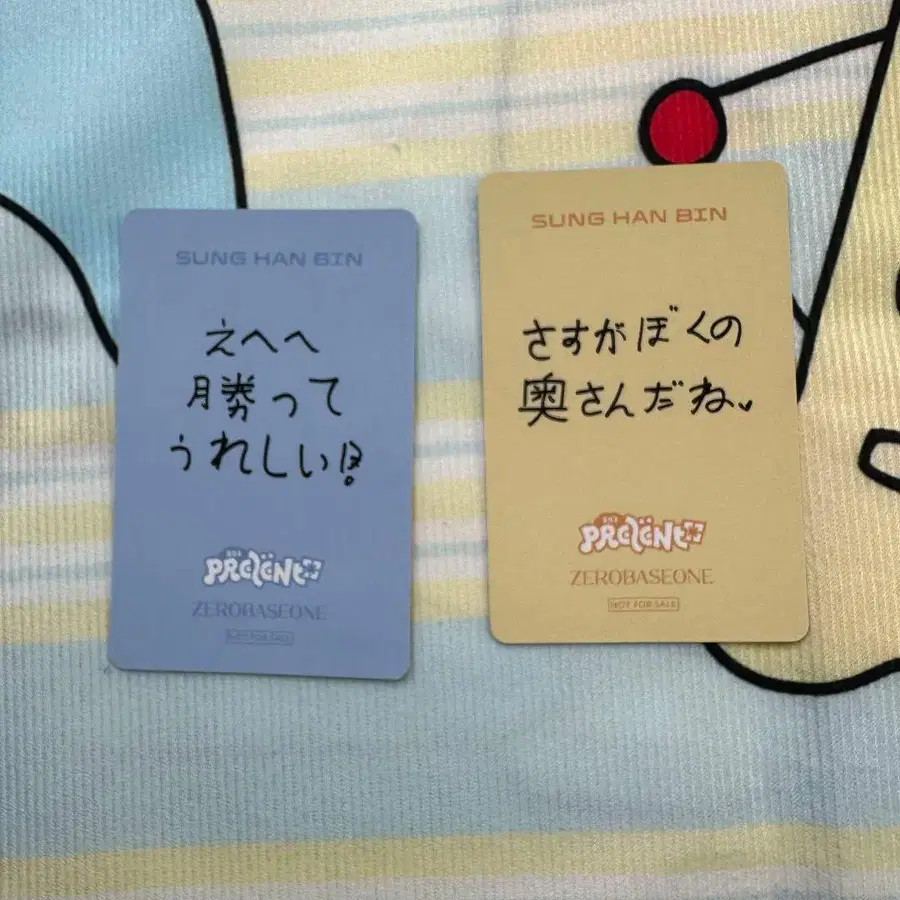 SUNG HAN BIN
えへへ
勝って
うれしい!?
PRESENT
ZEROBASEONE
NOT FOR SALE
SUNG HAN BIN
さすがぼくの
奥さんだね
PRESENT
ZEROBASEONE
NOT FOR SALE